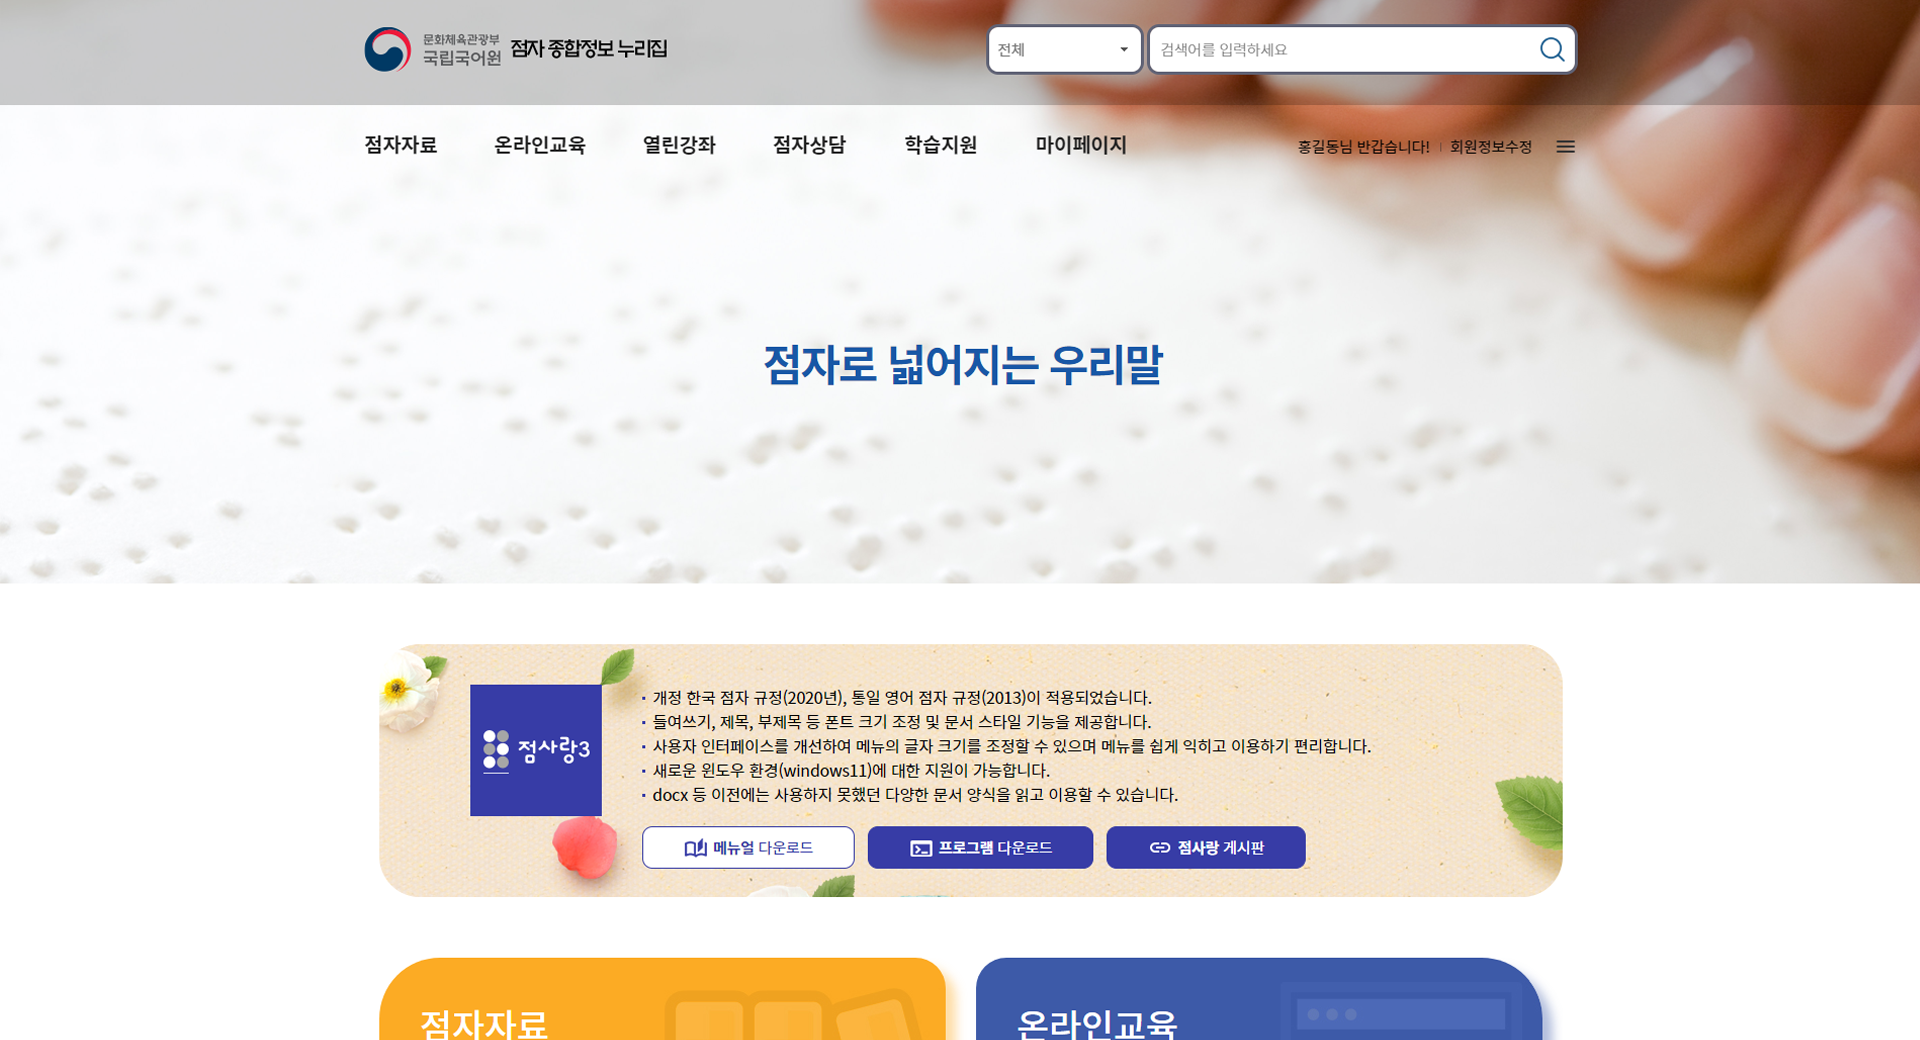 문화체육관광부
국립국어원 점자 종합정보 누리집
전체
검색어를 입력하세요
점자자료 온라인교육 열린강좌 점자상담 학습지원 마이페이지
홍길동님 반갑습니다! 회원정보수정
점자로 넓어지는 우리말
점사랑3
개정 한국 점자 규정(2020년), 통일 영어 점자 규정(2013)이 적용되었습니다.
들여쓰기, 제목, 부제목 등 폰트 크기 조정 및 문서 스타일 기능을 제공합니다.
사용자 인터페이스를 개선하여 메뉴의 글자 크기를 조정할 수 있으며 메뉴를 쉽게 익히고 이용하기 편리합니다.
새로운 윈도우 환경(windows11)에 대한 지원이 가능합니다.
docx 등 이전에는 사용하지 못했던 다양한 문서 양식을 읽고 이용할 수 있습니다.
메뉴얼 다운로드
프로그램 다운로드
점사랑 게시판
점자자료
온라인교육